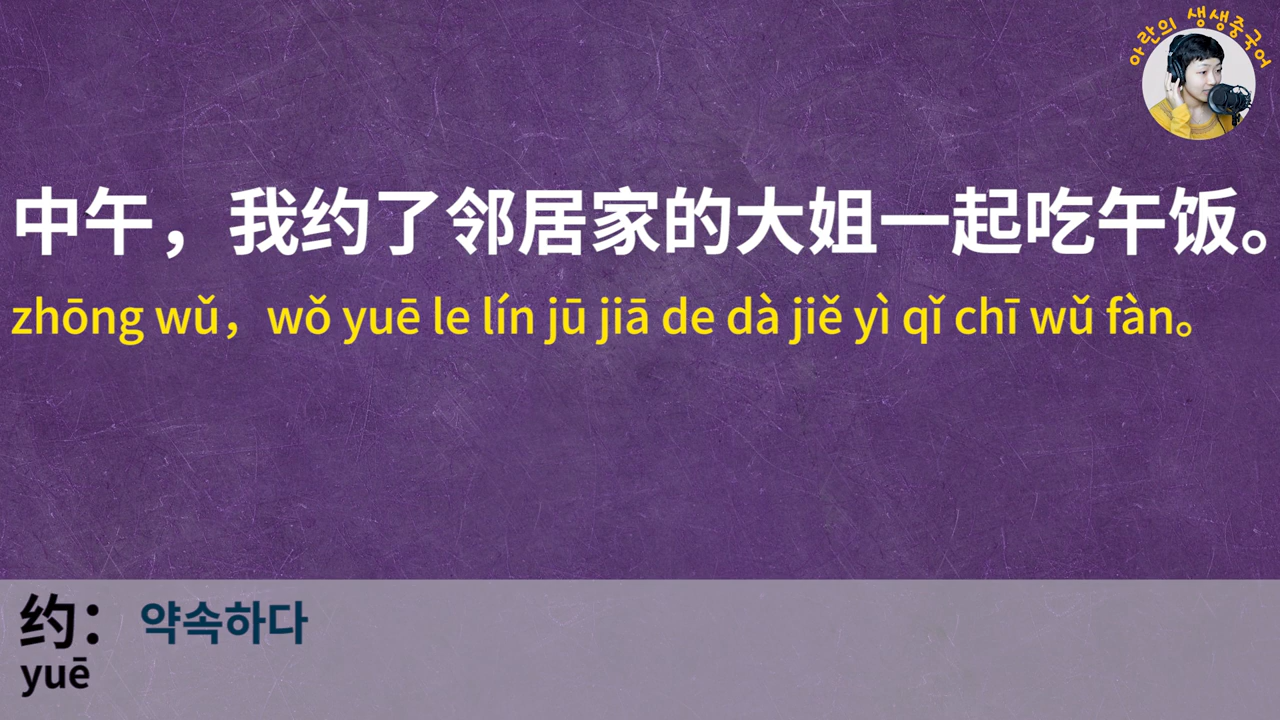 아란의 생생중국어
中午，我约了邻居家的大姐一起吃午饭。
zhōng wǔ，wǒ yuē le lín jū jiā de dà jiě yì qǐ chī wǔ fàn。
约： 약속하다
yuē